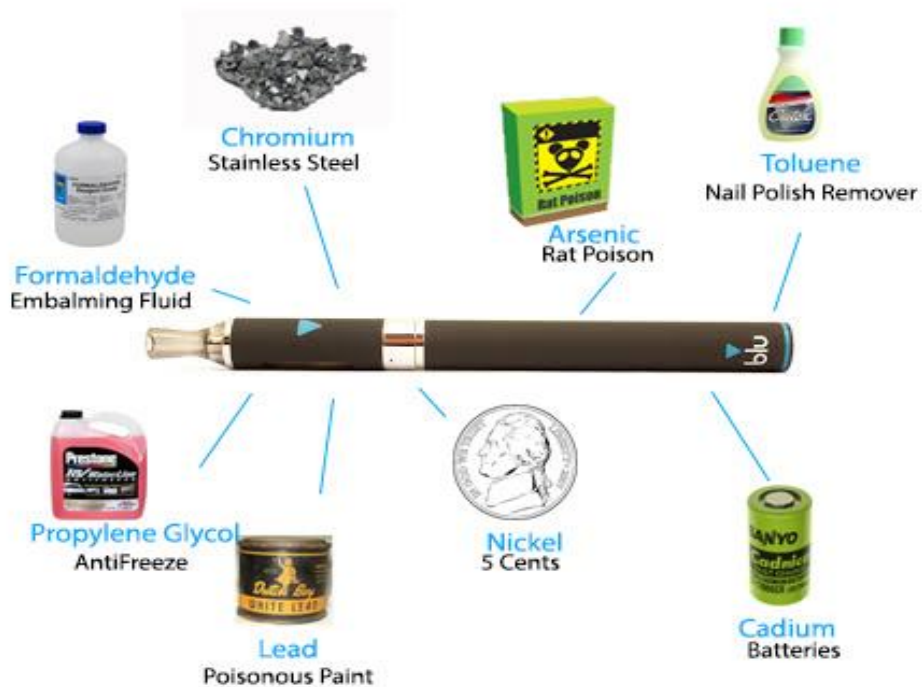 Chromium
Stainless Steel
Toluene
Nail Polish Remover
Rat Poison
Arsenic
Rat Poison
Formaldehyde
Embalming Fluid
blu
Prestone
Propylene Glycol
AntiFreeze
Dutch Boy
WHITE LEAD
Lead
Poisonous Paint
Nickel
5 Cents
SANYO
Cadnica
Cadium
Batteries